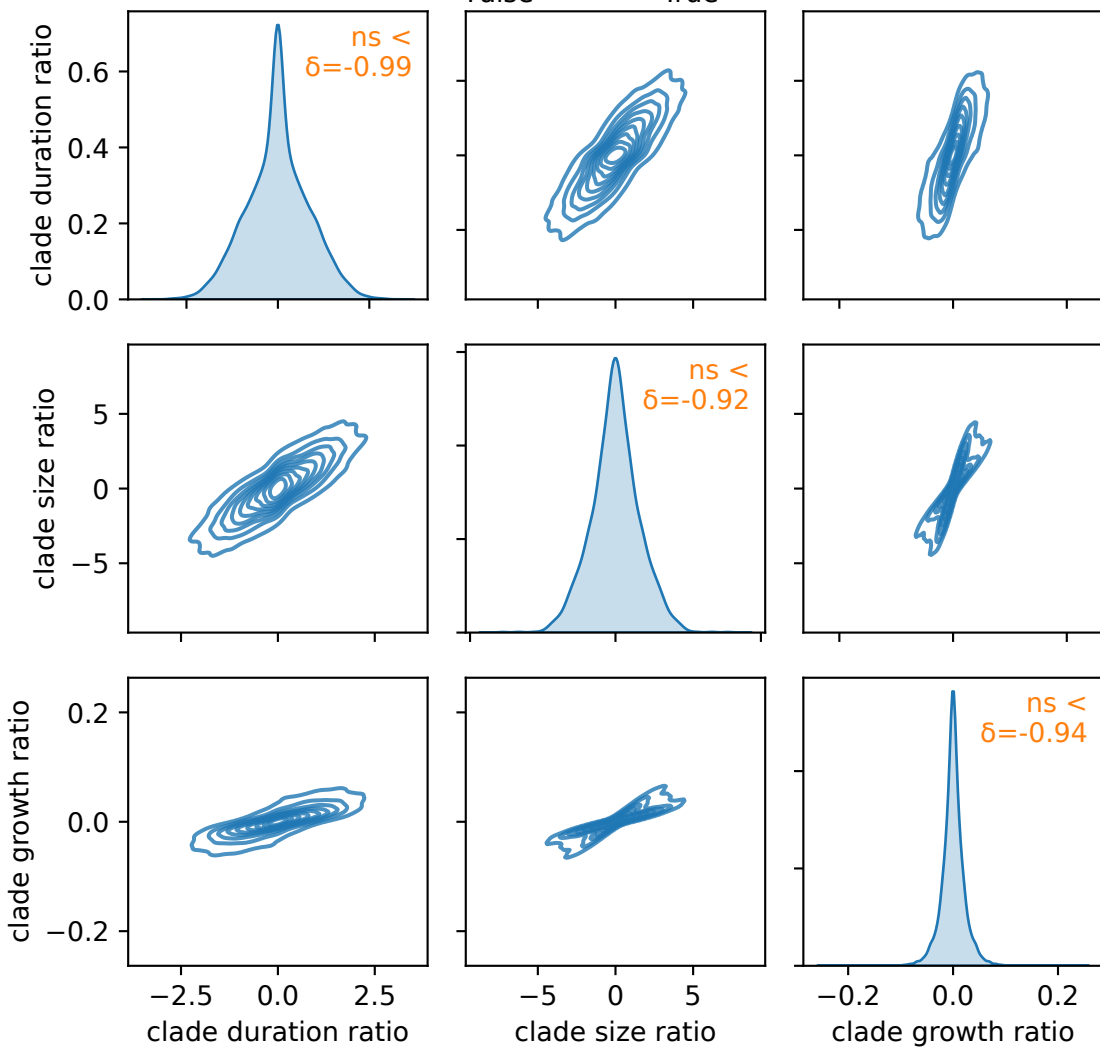 False True
clade duration ratio
0.6
0.4
0.2
0.0
ns <
δ=-0.99
clade size ratio
5
0
−5
ns <
δ=-0.92
clade growth ratio
0.2
0.0
−0.2
ns <
δ=-0.94
−2.5 0.0 2.5
−5 0 5
−0.2 0.0 0.2
clade duration ratio
clade size ratio
clade growth ratio